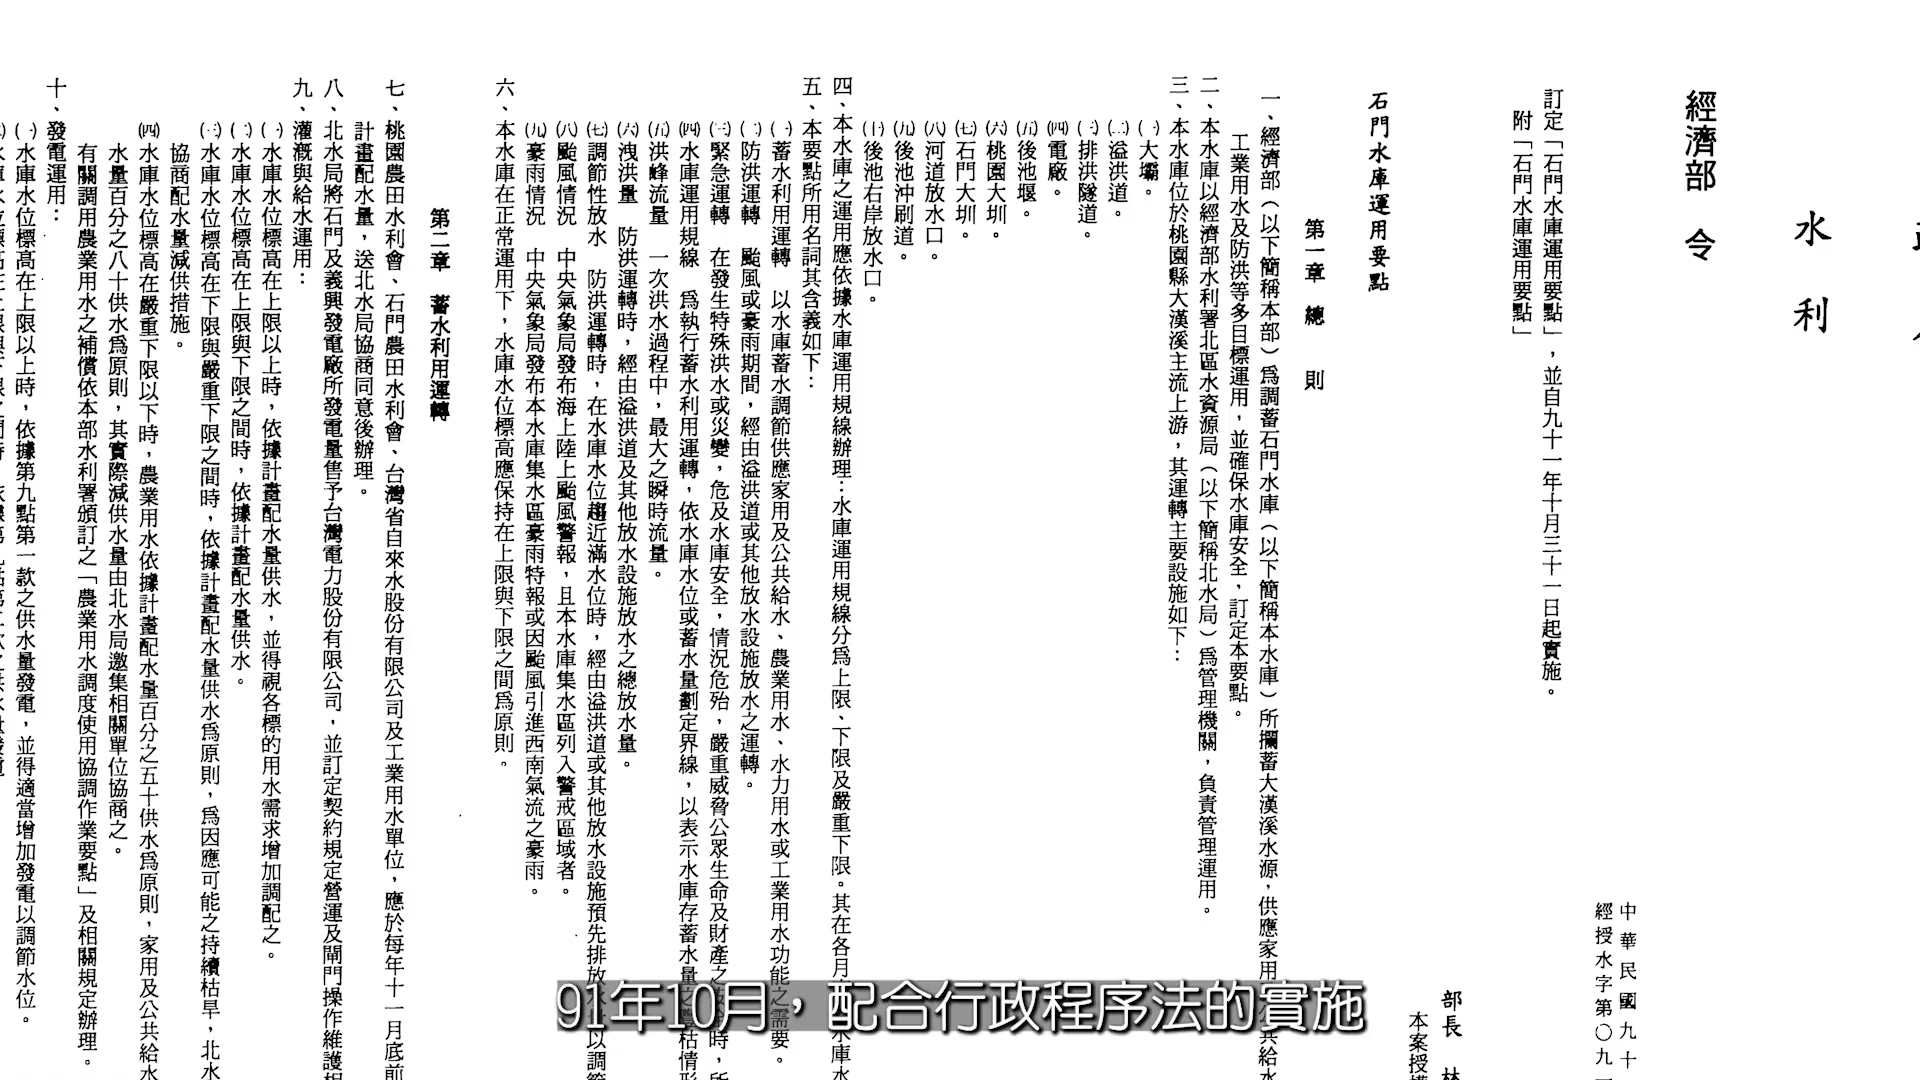 水利
經濟部 令
中華民國九十
經授水字第○九
訂定「石門水庫運用要點」，並自九十一年十月三十一日起實施。
附「石門水庫運用要點」
部長 林
本案授權
石門水庫運用要點
第一章 總 則
一、經濟部（以下簡稱本部）為調蓄石門水庫（以下簡稱本水庫）所攔蓄大漢溪水源，供應家用
工業用水及防洪等多目標運用，並確保水庫安全，訂定本要點。
二、本水庫以經濟部水利署北區水資源局（以下簡稱北水局）為管理機關，負責管理運用。
三、本水庫位於桃園縣大漢溪主流上游，其運轉主要設施如下：
㈠大壩。
㈡溢洪道。
㈢排洪隧道。
㈣電廠。
㈤後池堰。
㈥桃園大圳。
㈦石門大圳。
㈧河道放水口。
㈨後池沖刷道。
㈩後池右岸放水口。
四、本水庫之運用應依據水庫運用規線辦理；水庫運用規線分為上限、下限及嚴重下限。其在各月
五、本要點所用名詞其含義如下：
㈠蓄水利用運轉 以水庫蓄水調節供應家用及公共給水、農業用水、水力用水或工業用水功能之需要。
㈡防洪運轉 颱風或豪雨期間，經由溢洪道或其他放水設施放水之運轉。
㈢緊急運轉 在發生特殊洪水或災變，危及水庫安全，情況危殆，嚴重威脅公眾生命及財產之
㈣水庫運用規線 為執行蓄水利用運轉，依水庫水位或蓄水量劃定界線，以表示水庫存蓄水量之豐枯情形
㈤洪峰流量 一次洪水過程中，最大之瞬時流量。
㈥洩洪量 防洪運轉時，經由溢洪道及其他放水設施放水之總放水量。
㈦調節性放水 防洪運轉時，在水庫水位趨近滿水位時，經由溢洪道或其他放水設施預先排放水
㈧颱風情況 中央氣象局發布海上陸上颱風警報，且本水庫集水區列入警戒區域者。
㈨豪雨情況 中央氣象局發布本水庫集水區豪雨特報或因颱風引進西南氣流之豪雨。
六、本水庫在正常運用下，水庫水位標高應保持在上限與下限之間為原則。
第二章 蓄水利用運轉
七、桃園農田水利會、石門農田水利會、台灣省自來水股份有限公司及工業用水單位，應於每年十一月底前
計畫配水量，送北水局協商同意後辦理。
八、北水局將石門及義興發電廠所發電量售予台灣電力股份有限公司，並訂定契約規定營運及閘門操作維護
九、灌溉與給水運用：
㈠水庫水位標高在上限以上時，依據計畫配水量供水，並得視各標的用水需求增加調配之。
㈡水庫水位標高在上限與下限之間時，依據計畫配水量供水。
㈢水庫水位標高在下限與嚴重下限之間時，依據計畫配水量供水為原則，為因應可能之持續枯旱，北水
協商配水量減供措施。
㈣水庫水位標高在嚴重下限以下時，農業用水依據計畫配水量百分之五十供水為原則，家用及公共給水
水量百分之八十供水為原則，其實際減供水量由北水局邀集相關單位協商之。
有關調用農業用水之補償依本部水利署頒訂之「農業用水調度使用協調作業要點」及相關規定辦理。
十、發電運用：
㈠水庫水位標高在上限以上時，依據第九點第一款之供水量發電，並得適當增加發電以調節水位。
91年10月，配合行政程序法的實施